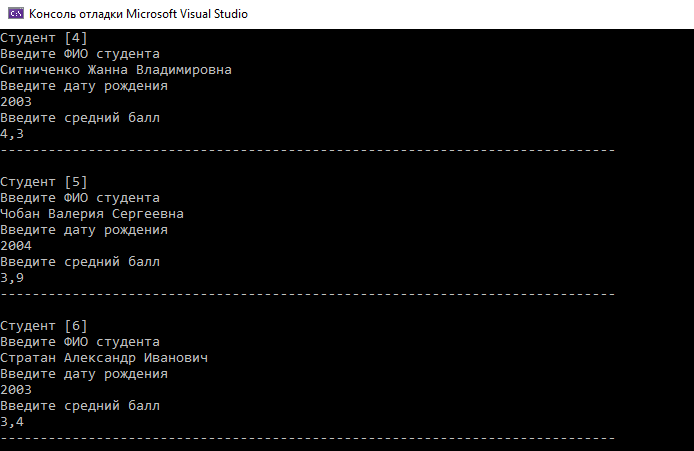 Консоль отладки Microsoft Visual Studio
Студент [4]
Введите ФИО студента
Ситниченко Жанна Владимировна
Введите дату рождения
2003
Введите средний балл
4,3
-----------------------------------------------------------------------------
Студент [5]
Введите ФИО студента
Чобан Валерия Сергеевна
Введите дату рождения
2004
Введите средний балл
3,9
-----------------------------------------------------------------------------
Студент [6]
Введите ФИО студента
Стратан Александр Иванович
Введите дату рождения
2003
Введите средний балл
3,4
-----------------------------------------------------------------------------